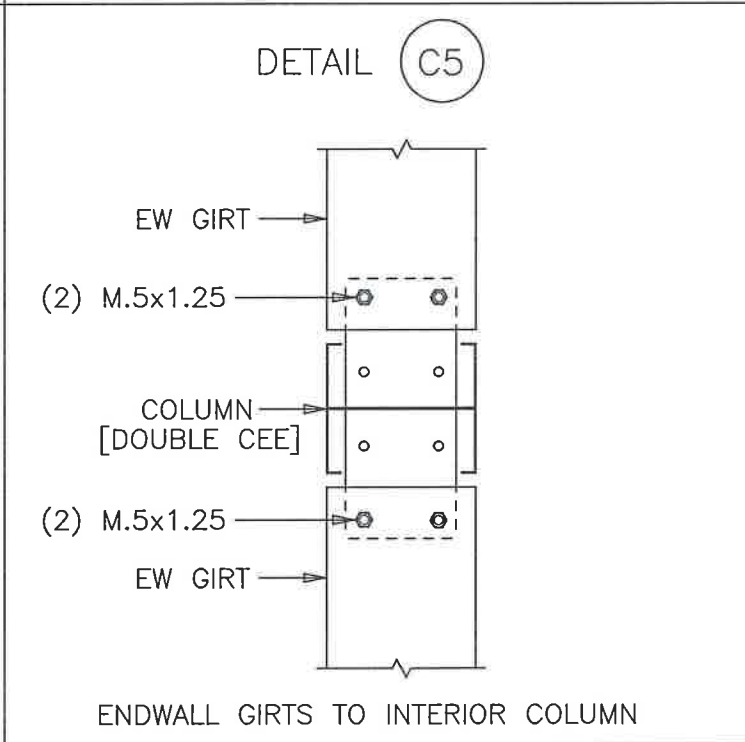 DETAIL C5
EW GIRT
(2) M.5x1.25
COLUMN
[DOUBLE CEE]
(2) M.5x1.25
EW GIRT
ENDWALL GIRTS TO INTERIOR COLUMN